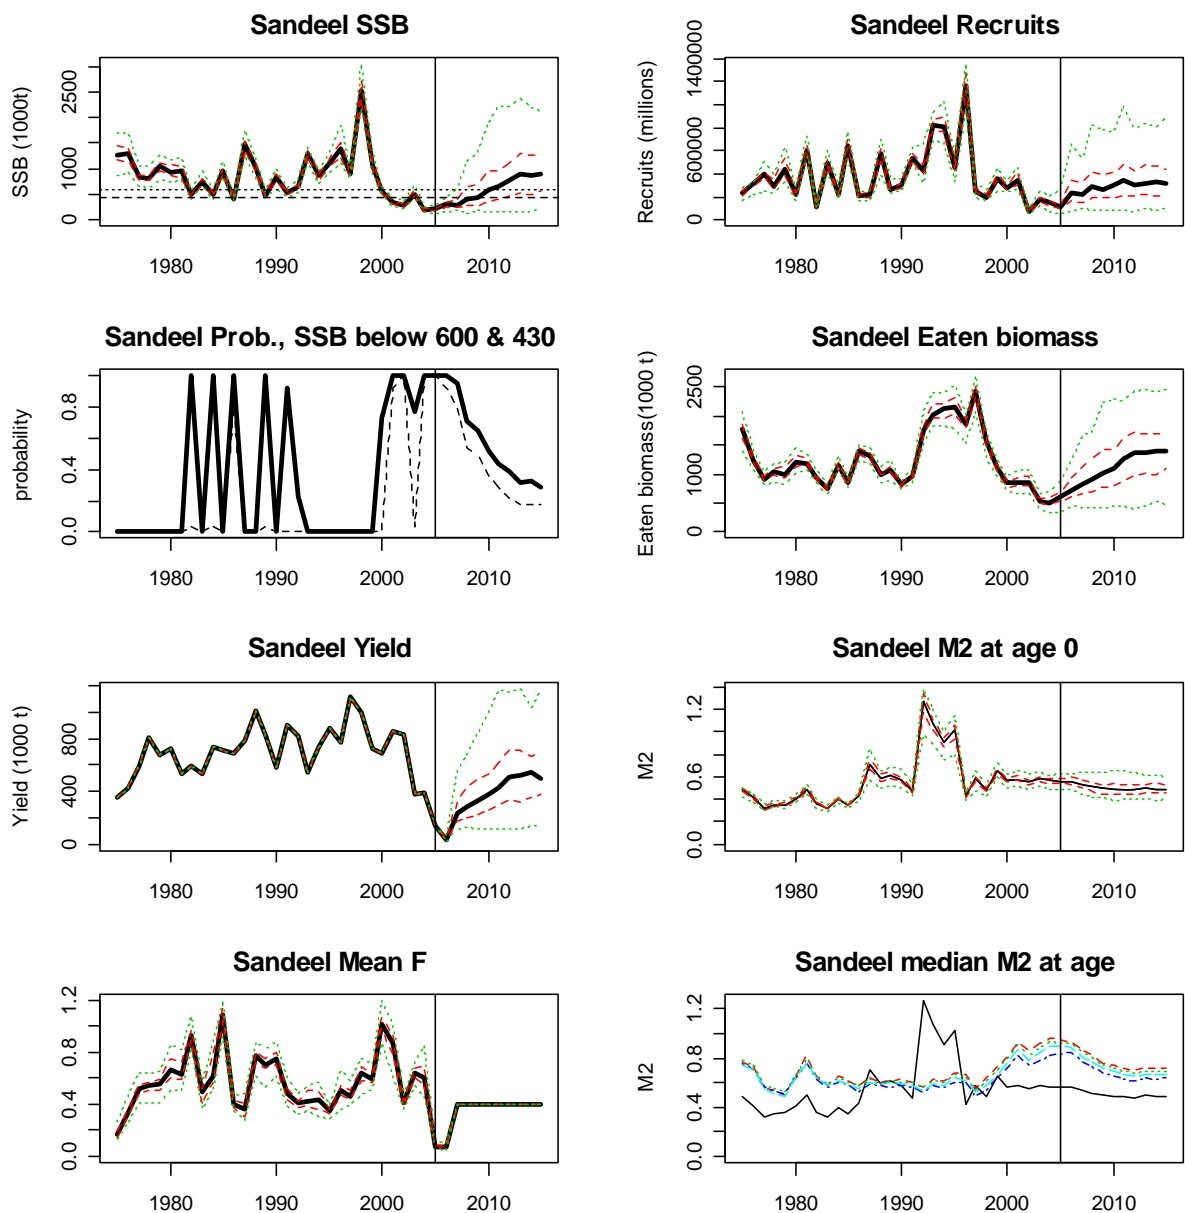 Sandeel SSB
SSB (1000t)
0 1000 2500
1980 1990 2000 2010
Sandeel Recruits
Recruits (millions)
0 600000 1400000
1980 1990 2000 2010
Sandeel Prob., SSB below 600 & 430
probability
0.0 0.4 0.8
1980 1990 2000 2010
Sandeel Eaten biomass
Eaten biomass(1000 t)
0 1000 2500
1980 1990 2000 2010
Sandeel Yield
Yield (1000 t)
0 400 800
1980 1990 2000 2010
Sandeel M2 at age 0
M2
0.0 0.6 1.2
1980 1990 2000 2010
Sandeel Mean F
0.0 0.4 0.8 1.2
1980 1990 2000 2010
Sandeel median M2 at age
M2
0.0 0.4 0.8 1.2
1980 1990 2000 2010